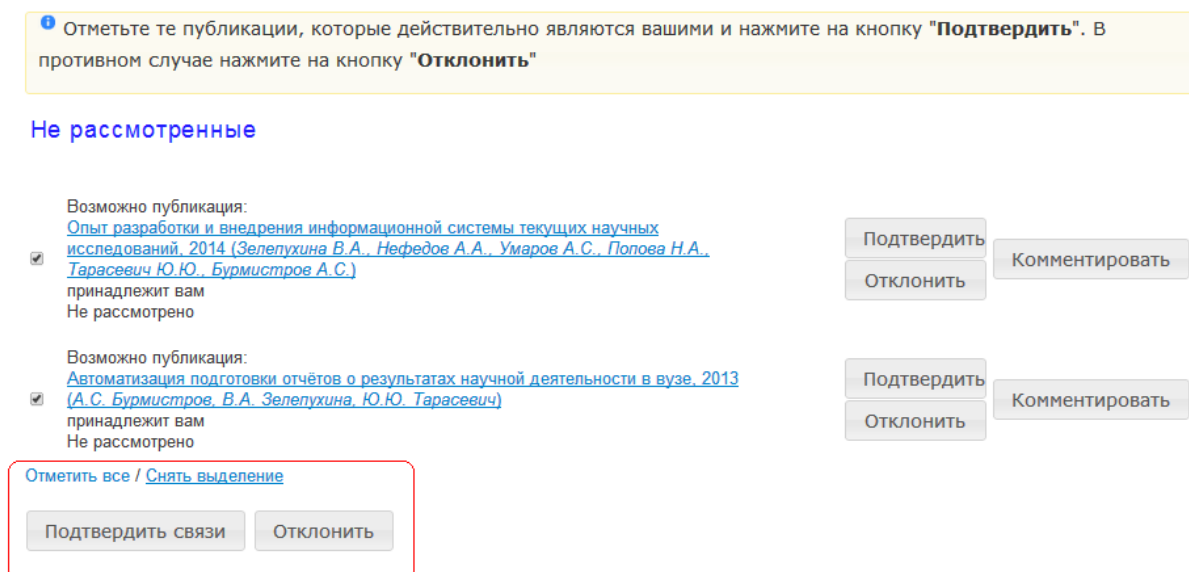 Отметьте те публикации, которые действительно являются вашими и нажмите на кнопку "Подтвердить". В
противном случае нажмите на кнопку "Отклонить"
Не рассмотренные
Возможно публикация:
Опыт разработки и внедрения информационной системы текущих научных
исследований, 2014 (Зелепухина В.А., Нефедов А.А., Умаров А.С., Попова Н.А.,
Тарасевич Ю.Ю., Бурмистров А.С.)
принадлежит вам
Не рассмотрено
Подтвердить
Отклонить
Комментировать
Возможно публикация:
Автоматизация подготовки отчётов о результатах научной деятельности в вузе, 2013
(А.С. Бурмистров, В.А. Зелепухина, Ю.Ю. Тарасевич)
принадлежит вам
Не рассмотрено
Подтвердить
Отклонить
Комментировать
Отметить все / Снять выделение
Подтвердить связи Отклонить